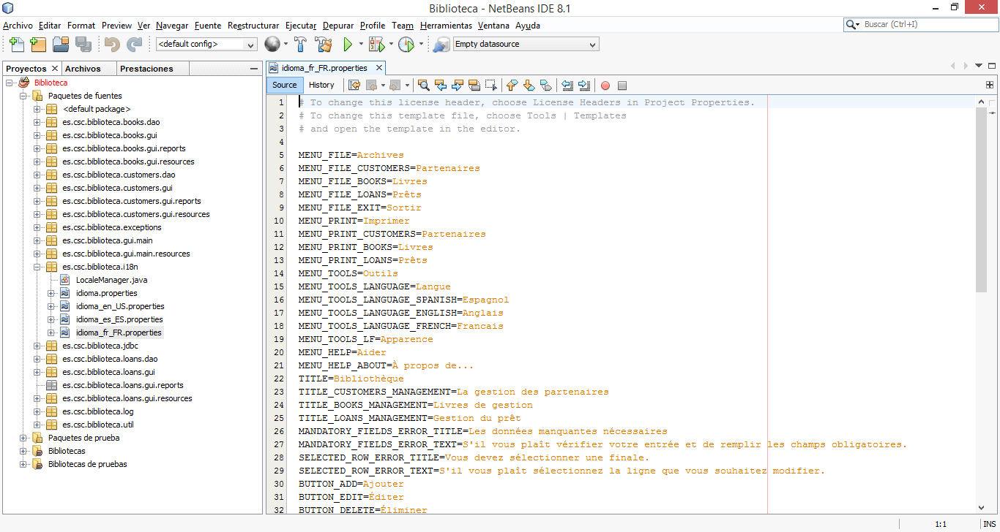 Biblioteca - NetBeans IDE 8.1
Archivo Editar Format Preview Ver Navegar Fuente Reestructurar Ejecutar Depurar Profile Team Herramientas Ventana Ayuda
Buscar (Ctrl+I)
<default config>
Empty datasource
Proyectos Archivos Prestaciones
Biblioteca
Paquetes de fuentes
<default package>
es.csc.biblioteca.books.dao
es.csc.biblioteca.books.gui
es.csc.biblioteca.books.gui.reports
es.csc.biblioteca.books.gui.resources
es.csc.biblioteca.customers.dao
es.csc.biblioteca.customers.gui
es.csc.biblioteca.customers.gui.reports
es.csc.biblioteca.customers.gui.resources
es.csc.biblioteca.exceptions
es.csc.biblioteca.gui.main
es.csc.biblioteca.gui.main.resources
es.csc.biblioteca.i18n
LocaleManager.java
idioma.properties
idioma_en_US.properties
idioma_es_ES.properties
idioma_fr_FR.properties
es.csc.biblioteca.jdbc
es.csc.biblioteca.loans.dao
es.csc.biblioteca.loans.gui
es.csc.biblioteca.loans.gui.reports
es.csc.biblioteca.loans.gui.resources
es.csc.biblioteca.log
es.csc.biblioteca.util
Paquetes de prueba
Bibliotecas
Bibliotecas de pruebas
idioma_fr_FR.properties
Source History
1 # To change this license header, choose License Headers in Project Properties.
2 # To change this template file, choose Tools | Templates
3 # and open the template in the editor.
4
5 MENU_FILE=Archives
6 MENU_FILE_CUSTOMERS=Partenaires
7 MENU_FILE_BOOKS=Livres
8 MENU_FILE_LOANS=Prêts
9 MENU_FILE_EXIT=Sortir
10 MENU_PRINT=Imprimer
11 MENU_PRINT_CUSTOMERS=Partenaires
12 MENU_PRINT_BOOKS=Livres
13 MENU_PRINT_LOANS=Prêts
14 MENU_TOOLS=Outils
15 MENU_TOOLS_LANGUAGE=Langue
16 MENU_TOOLS_LANGUAGE_SPANISH=Espagnol
17 MENU_TOOLS_LANGUAGE_ENGLISH=Anglais
18 MENU_TOOLS_LANGUAGE_FRENCH=Francais
19 MENU_TOOLS_LF=Apparence
20 MENU_HELP=Aider
21 MENU_HELP_ABOUT=À propos de...
22 TITLE=Bibliothèque
23 TITLE_CUSTOMERS_MANAGEMENT=La gestion des partenaires
24 TITLE_BOOKS_MANAGEMENT=Livres de gestion
25 TITLE_LOANS_MANAGEMENT=Gestion du prêt
26 MANDATORY_FIELDS_ERROR_TITLE=Les données manquantes nécessaires
27 MANDATORY_FIELDS_ERROR_TEXT=S'il vous plaît vérifier votre entrée et de remplir les champs obligatoires.
28 SELECTED_ROW_ERROR_TITLE=Vous devez sélectionner une finale.
29 SELECTED_ROW_ERROR_TEXT=S'il vous plaît sélectionnez la ligne que vous souhaitez modifier.
30 BUTTON_ADD=Ajouter
31 BUTTON_EDIT=Éditer
32 BUTTON_DELETE=Éliminer
1:1 INS